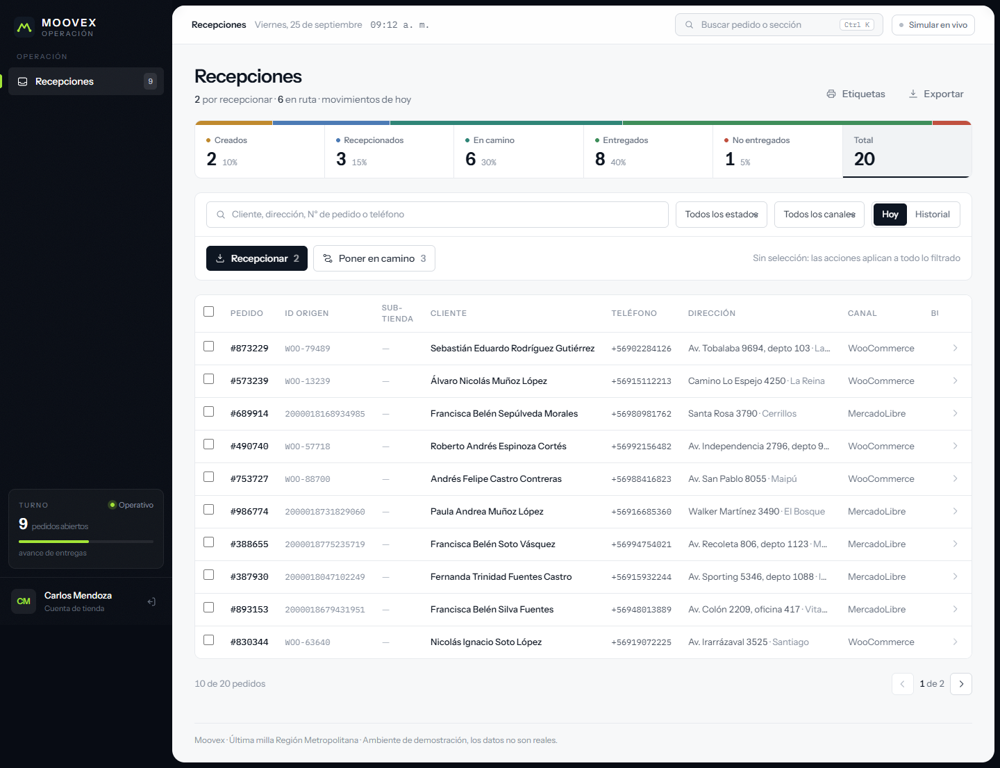 MOOVEX
OPERACIÓN
OPERACIÓN
Recepciones 9
Recepciones Viernes, 25 de septiembre 09:12 a. m.
Buscar pedido o sección Ctrl K
Simular en vivo
Recepciones
2 por recepcionar · 6 en ruta · movimientos de hoy
Etiquetas Exportar
Creados
2 10%
Recepcionados
3 15%
En camino
6 30%
Entregados
8 40%
No entregados
1 5%
Total
20
Cliente, dirección, N° de pedido o teléfono
Todos los estados
Todos los canales
Hoy Historial
Recepcionar 2
Poner en camino 3
Sin selección: las acciones aplican a todo lo filtrado
PEDIDO ID ORIGEN SUB-TIENDA CLIENTE TELÉFONO DIRECCIÓN CANAL
#873229 WOO-79489 — Sebastián Eduardo Rodríguez Gutiérrez +56902284126 Av. Tobalaba 9694, depto 103 · La… WooCommerce
#573239 WOO-13239 — Álvaro Nicolás Muñoz López +56915112213 Camino Lo Espejo 4250 · La Reina WooCommerce
#689914 2000018168934985 — Francisca Belén Sepúlveda Morales +56980981762 Santa Rosa 3790 · Cerrillos MercadoLibre
#490740 WOO-57718 — Roberto Andrés Espinoza Cortés +56992156482 Av. Independencia 2796, depto 9… WooCommerce
#753727 WOO-88700 — Andrés Felipe Castro Contreras +56988416823 Av. San Pablo 8055 · Maipú WooCommerce
#986774 2000018731829060 — Paula Andrea Muñoz López +56916685360 Walker Martínez 3490 · El Bosque MercadoLibre
#388655 2000018775235719 — Francisca Belén Soto Vásquez +56994754021 Av. Recoleta 806, depto 1123 · M… MercadoLibre
#387930 2000018047102249 — Fernanda Trinidad Fuentes Castro +56915932244 Av. Sporting 5346, depto 1088 · I… MercadoLibre
#893153 2000018679431951 — Francisca Belén Silva Fuentes +56948013889 Av. Colón 2209, oficina 417 · Vita… MercadoLibre
#830344 WOO-63640 — Nicolás Ignacio Soto López +56919072225 Av. Irarrázaval 3525 · Santiago WooCommerce
10 de 20 pedidos
1 de 2
Moovex · Última milla Región Metropolitana · Ambiente de demostración, los datos no son reales.
TURNO Operativo
9 pedidos abiertos
avance de entregas
CM
Carlos Mendoza
Cuenta de tienda